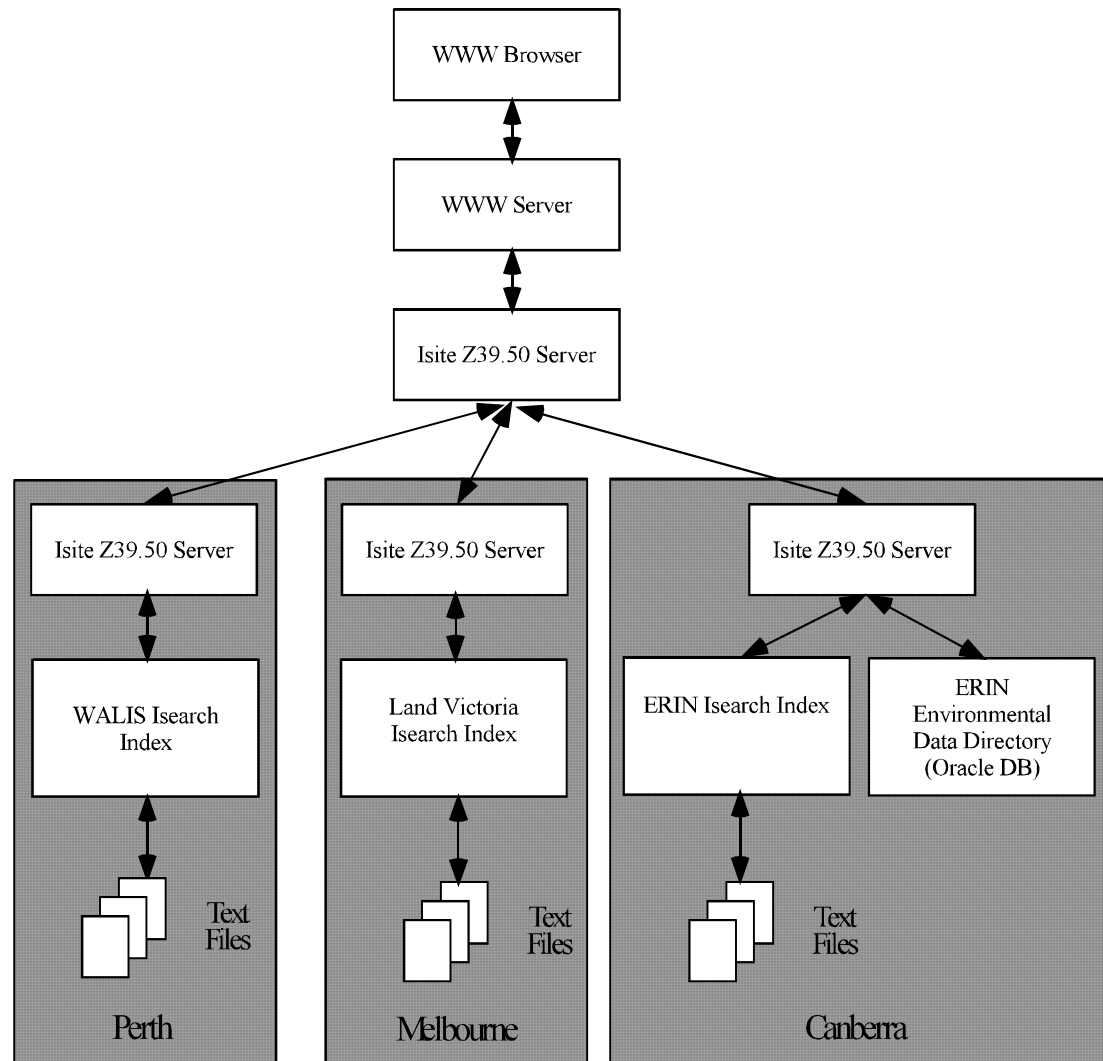 WWW Browser
WWW Server
Isite Z39.50 Server
Isite Z39.50 Server
WALIS Isearch
Index
Text
Files
Perth
Isite Z39.50 Server
Land Victoria
Isearch Index
Text
Files
Melbourne
Isite Z39.50 Server
ERIN Isearch Index
ERIN
Environmental
Data Directory
(Oracle DB)
Text
Files
Canberra